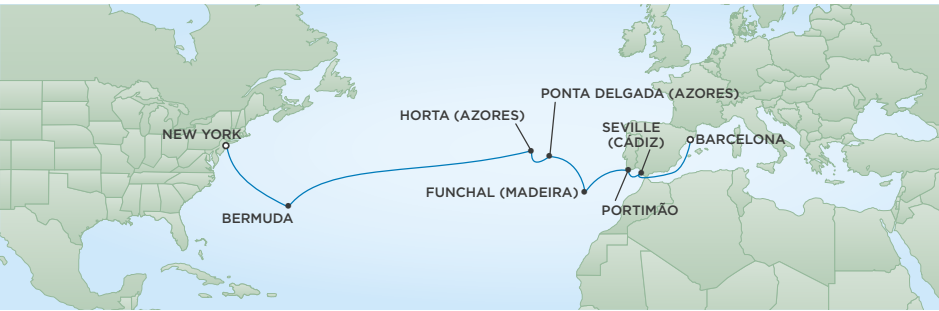 PONTA DELGADA (AZORES)
HORTA (AZORES)
NEW YORK
SEVILLE
(CÁDIZ)
BARCELONA
FUNCHAL (MADEIRA)
PORTIMÃO
BERMUDA